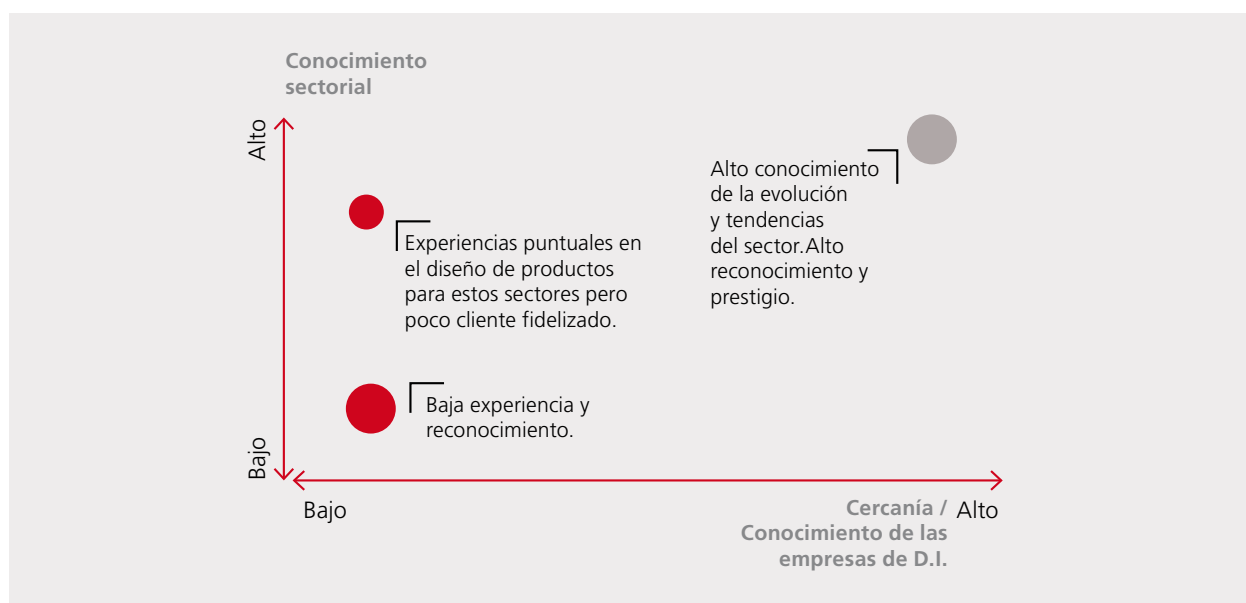 Conocimiento
sectorial
Alto
Alto conocimiento
de la evolución
y tendencias
del sector.Alto
reconocimiento y
prestigio.
Experiencias puntuales en
el diseño de productos
para estos sectores pero
poco cliente fidelizado.
Baja experiencia y
reconocimiento.
Bajo
Bajo
Cercanía /
Conocimiento de las
empresas de D.I.
Alto